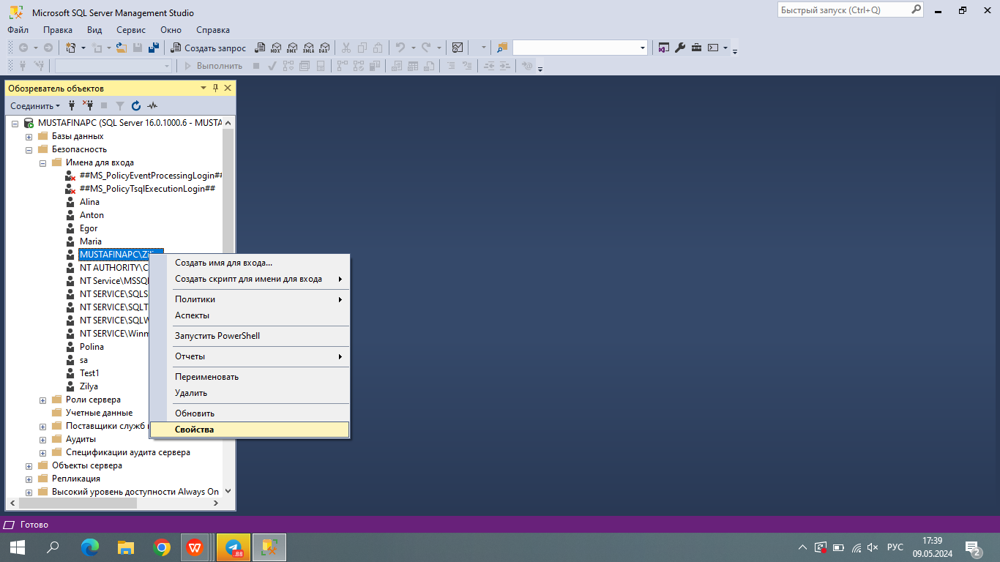 Microsoft SQL Server Management Studio
Быстрый запуск (Ctrl+Q)
Файл Правка Вид Сервис Окно Справка
Создать запрос MDX DMX XMLA DAX
Выполнить
Обозреватель объектов
Соединить
MUSTAFINAPC (SQL Server 16.0.1000.6 - MUSTA
Базы данных
Безопасность
Имена для входа
##MS_PolicyEventProcessingLogin##
##MS_PolicyTsqlExecutionLogin##
Alina
Anton
Egor
Maria
MUSTAFINAPC\Zil
NT AUTHORITY\C
NT Service\MSSQL
NT SERVICE\SQLS
NT SERVICE\SQLT
NT SERVICE\SQLW
NT SERVICE\Winm
Polina
sa
Test1
Zilya
Роли сервера
Учетные данные
Поставщики служб
Аудиты
Спецификации аудита сервера
Объекты сервера
Репликация
Высокий уровень доступности Always On
Создать имя для входа...
Создать скрипт для имени для входа
Политики
Аспекты
Запустить PowerShell
Отчеты
Переименовать
Удалить
Обновить
Свойства
Готово
W
.88
РУС
17:39
09.05.2024
2